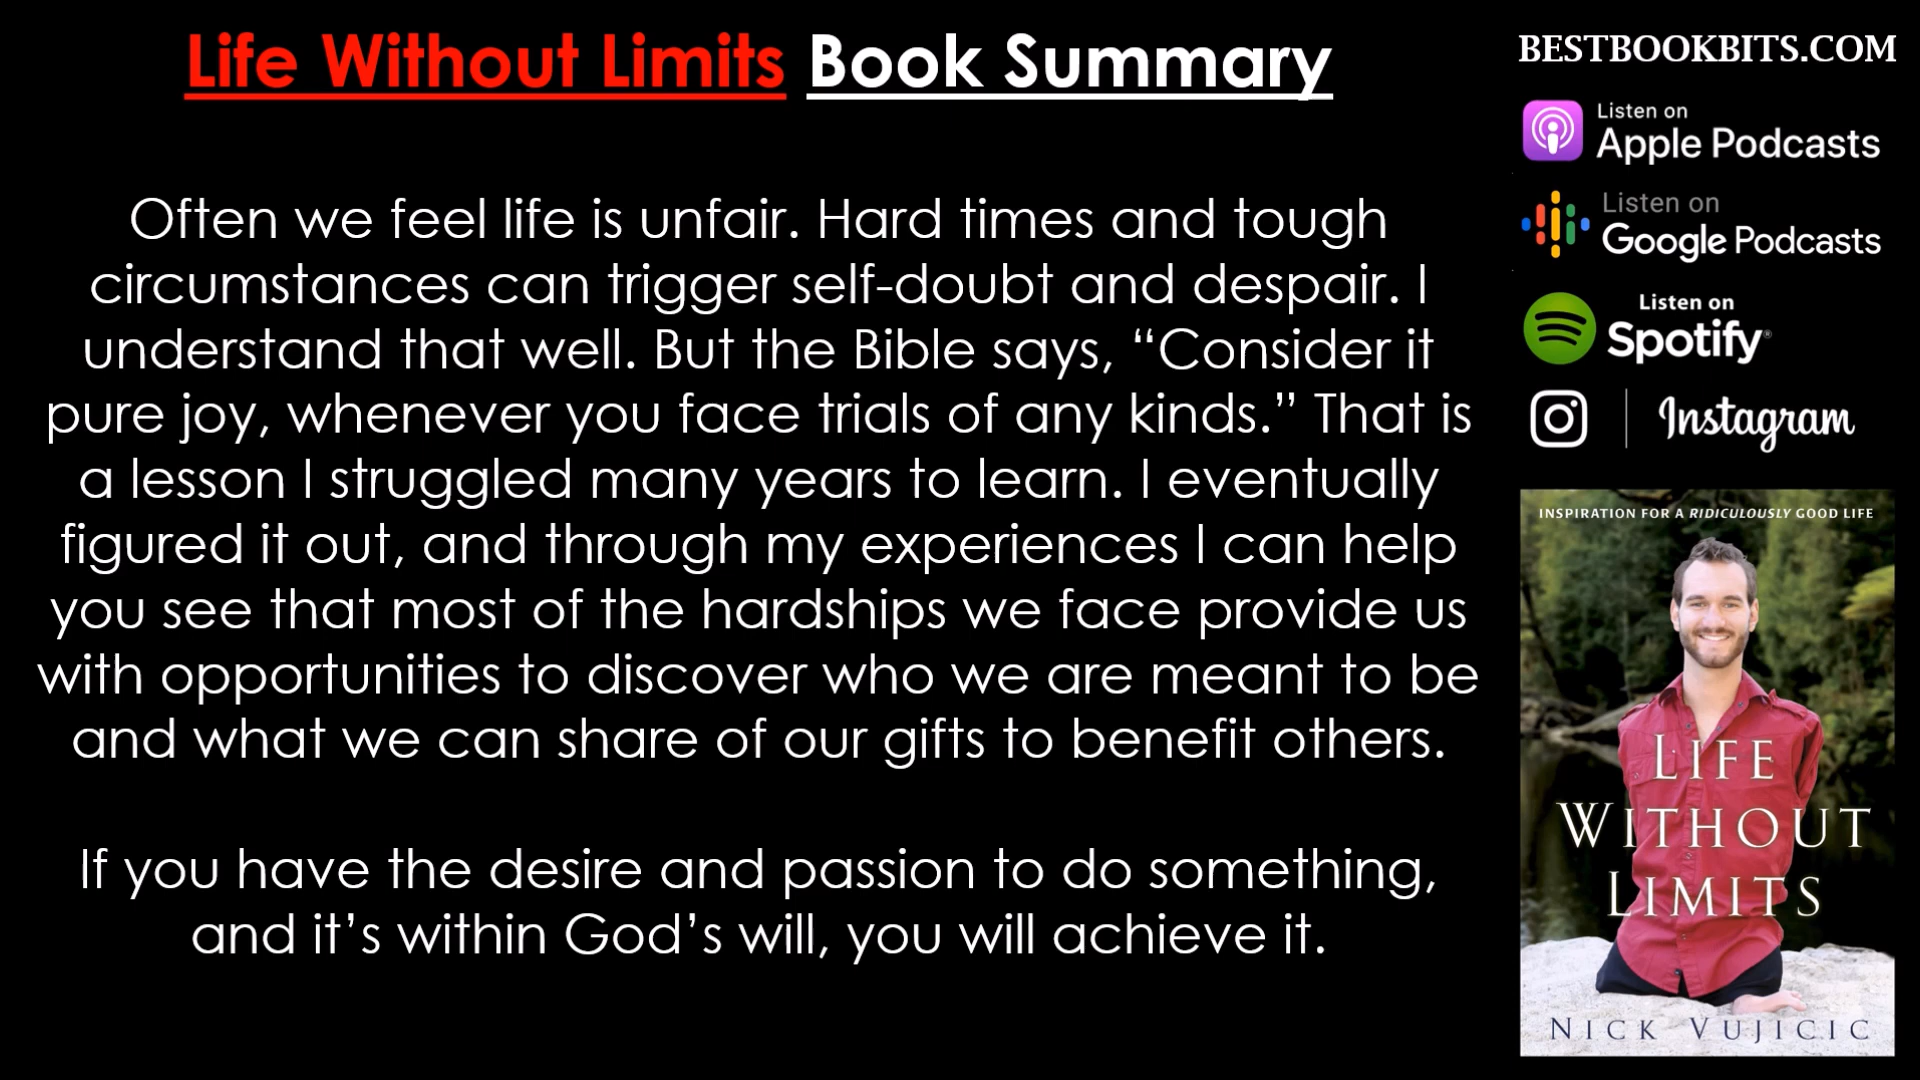 Life Without Limits Book Summary
Often we feel life is unfair. Hard times and tough
circumstances can trigger self-doubt and despair. I
understand that well. But the Bible says, “Consider it
pure joy, whenever you face trials of any kinds.” That is
a lesson I struggled many years to learn. I eventually
figured it out, and through my experiences I can help
you see that most of the hardships we face provide us
with opportunities to discover who we are meant to be
and what we can share of our gifts to benefit others.
If you have the desire and passion to do something,
and it’s within God’s will, you will achieve it.
BESTBOOKBITS.COM
Listen on
Apple Podcasts
Listen on
Google Podcasts
Listen on
Spotify®
Instagram
INSPIRATION FOR A RIDICULOUSLY GOOD LIFE
LIFE
WITHOUT
LIMITS
NICK VUJICIC